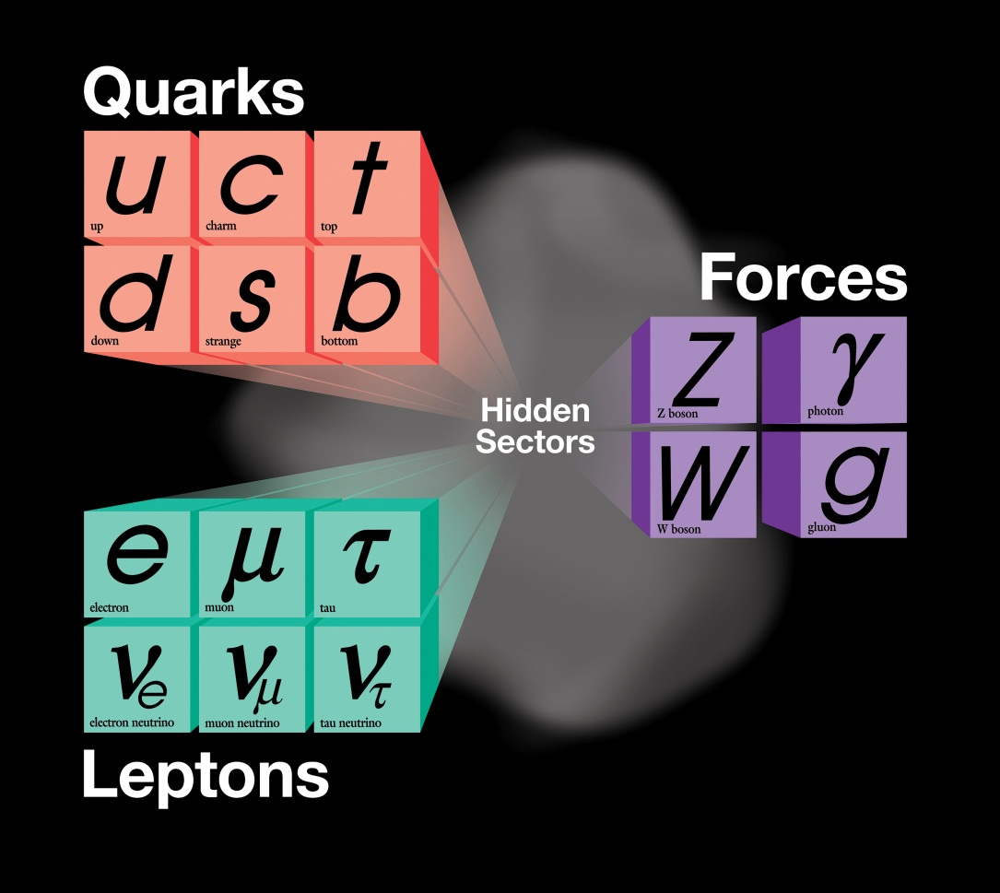 Quarks
u
up
c
charm
t
top
d
down
s
strange
b
bottom
Forces
Z
Z boson
γ
photon
W
W boson
g
gluon
Hidden
Sectors
e
electron
μ
muon
τ
tau
νe
electron neutrino
νμ
muon neutrino
ντ
tau neutrino
Leptons